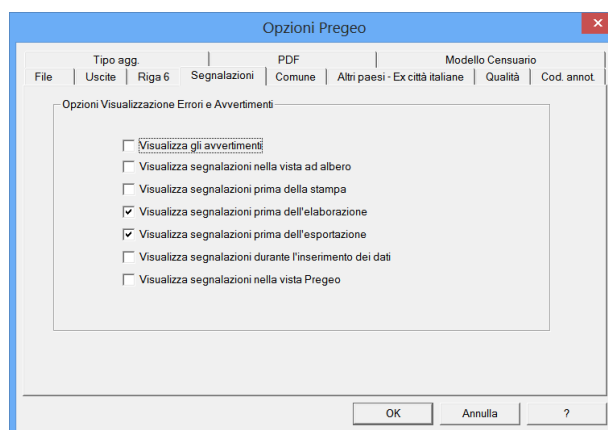 Opzioni Pregeo
Tipo agg. PDF Modello Censuario
File Uscite Riga 6 Segnalazioni Comune Altri paesi - Ex città italiane Qualità Cod. annot.
Opzioni Visualizzazione Errori e Avvertimenti
Visualizza gli avvertimenti
Visualizza segnalazioni nella vista ad albero
Visualizza segnalazioni prima della stampa
Visualizza segnalazioni prima dell'elaborazione
Visualizza segnalazioni prima dell'esportazione
Visualizza segnalazioni durante l'inserimento dei dati
Visualizza segnalazioni nella vista Pregeo
OK Annulla ?